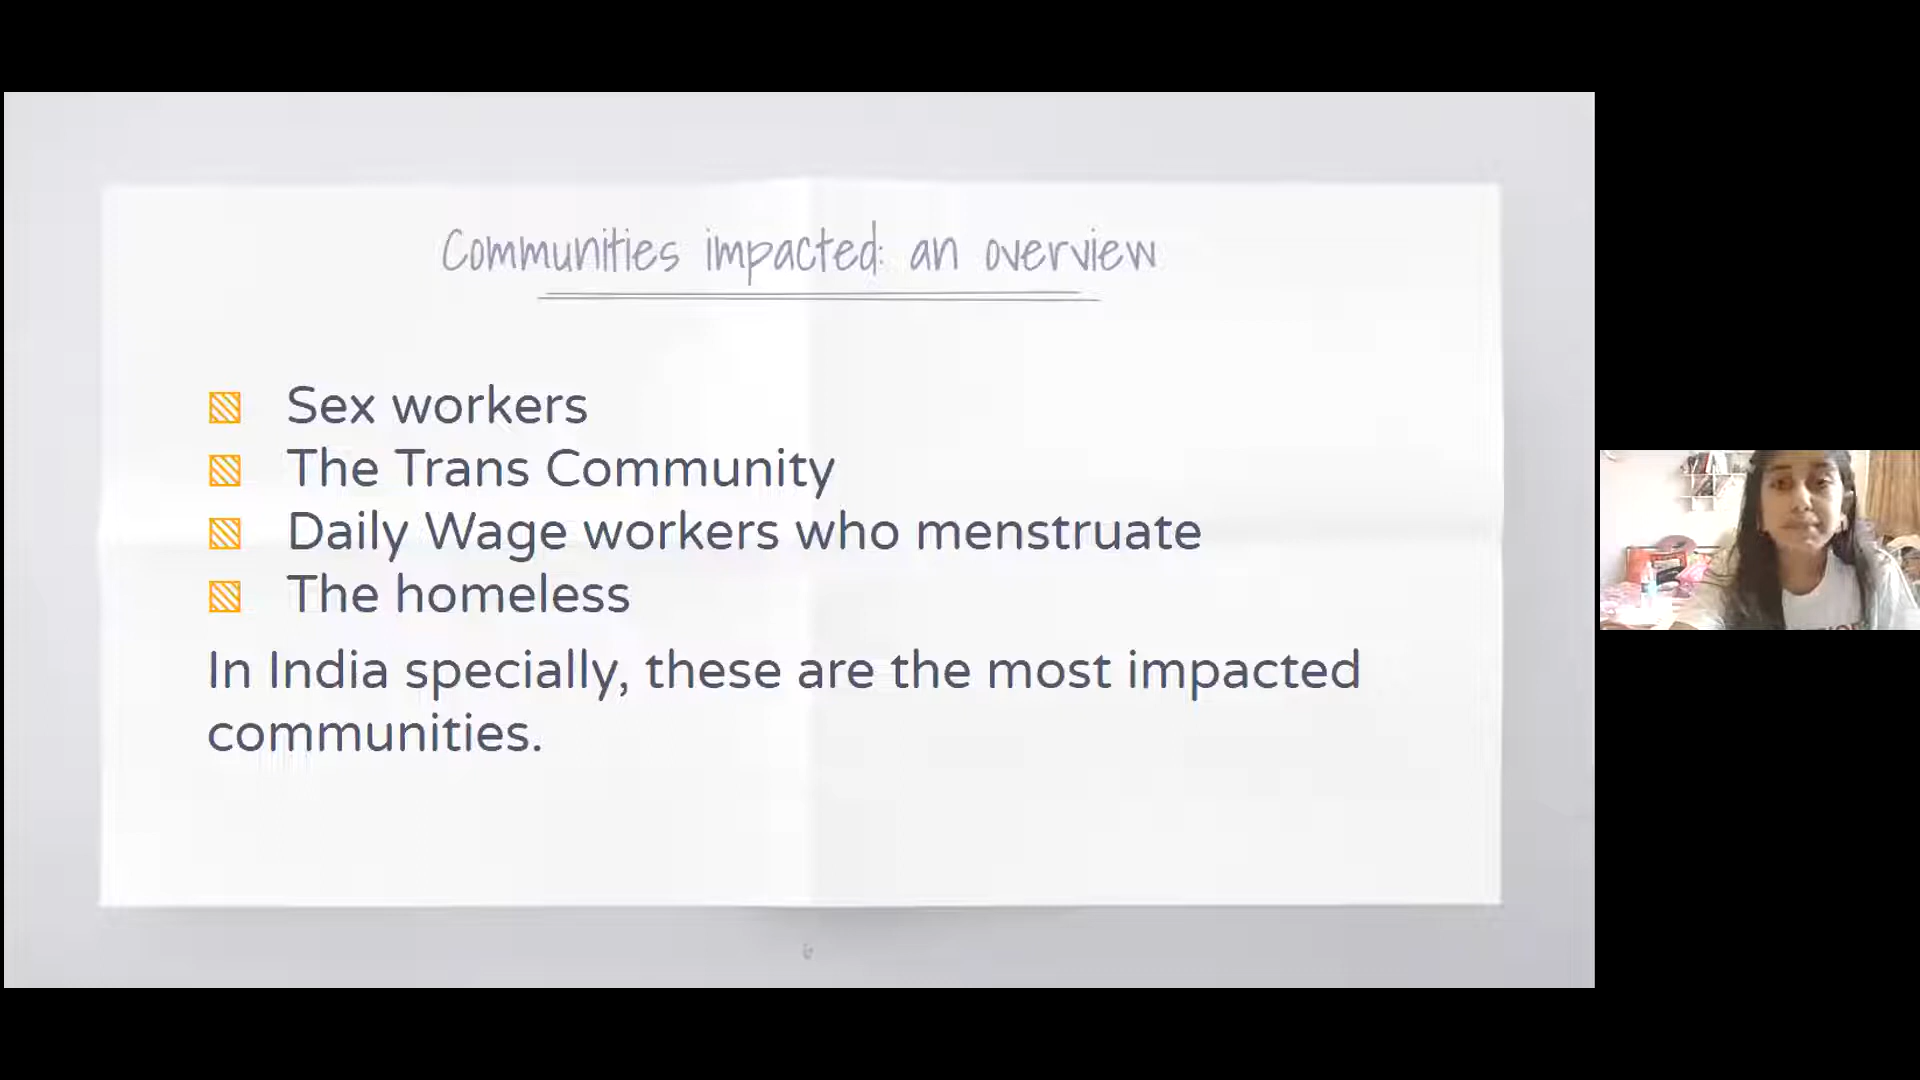 Communities impacted: an overview
Sex workers
The Trans Community
Daily Wage workers who menstruate
The homeless
In India specially, these are the most impacted
communities.
6